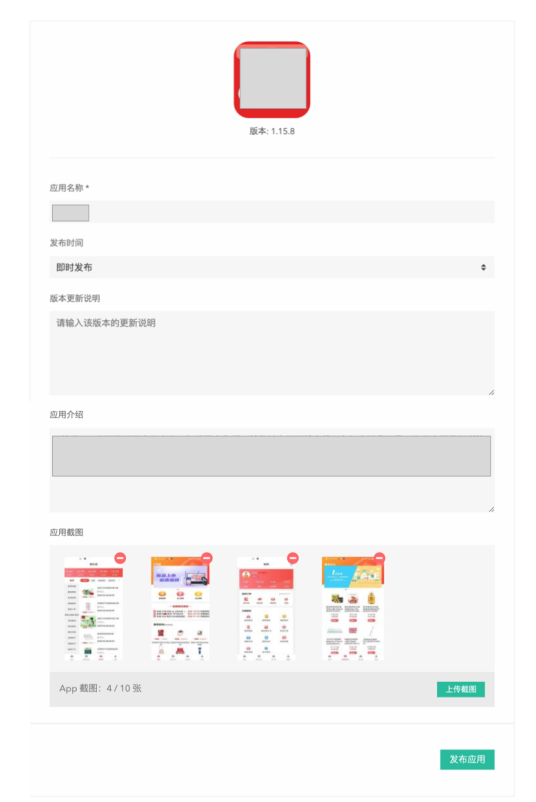 版本: 1.15.8
应用名称 *
发布时间
即时发布
版本更新说明
请输入该版本的更新说明
应用介绍
应用截图
App 截图：4 / 10 张
上传截图
发布应用